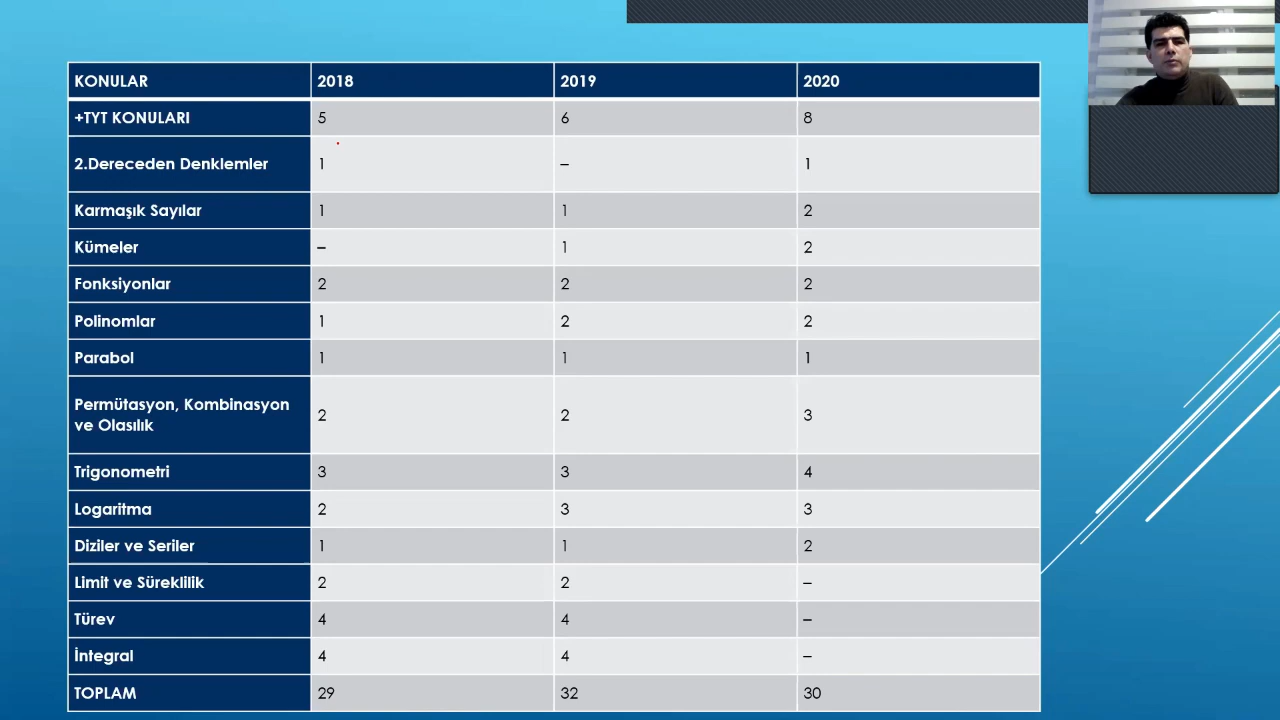 KONULAR 2018 2019 2020
+TYT KONULARI 5 6 8
2.Dereceden Denklemler 1 – 1
Karmaşık Sayılar 1 1 2
Kümeler – 1 2
Fonksiyonlar 2 2 2
Polinomlar 1 2 2
Parabol 1 1 1
Permütasyon, Kombinasyon
ve Olasılık 2 2 3
Trigonometri 3 3 4
Logaritma 2 3 3
Diziler ve Seriler 1 1 2
Limit ve Süreklilik 2 2 –
Türev 4 4 –
İntegral 4 4 –
TOPLAM 29 32 30